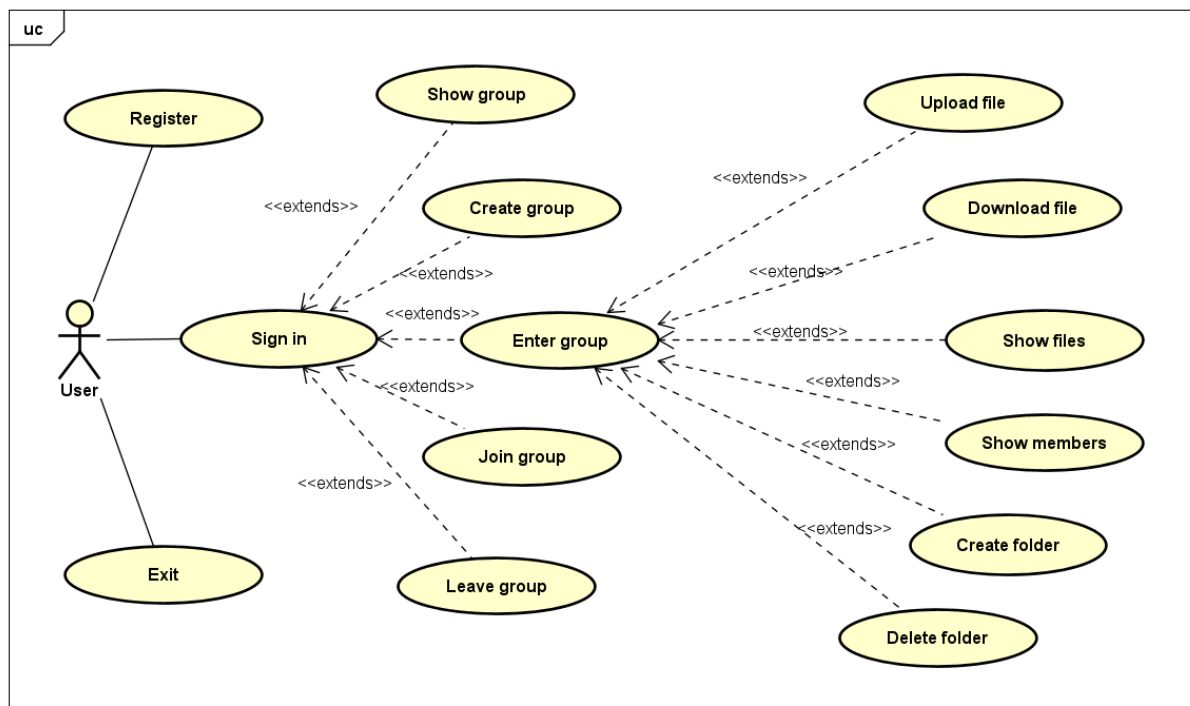 uc
Show group
Upload file
Register
<<extends>>
<<extends>>
Create group
Download file
<<extends>>
<<extends>>
<<extends>>
<<extends>>
Sign in
Enter group
Show files
User
<<extends>>
<<extends>>
Join group
Show members
<<extends>>
<<extends>>
<<extends>>
Exit
Leave group
Create folder
Delete folder